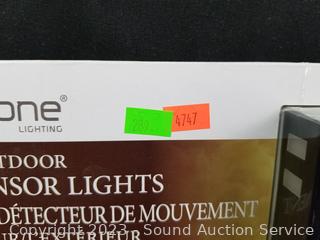 one®
LIGHTING
4747
TDOOR
NSOR LIGHTS
DÉTECTEUR DE MOUVEMENT
Copyright 2023 - Sound Auction Service